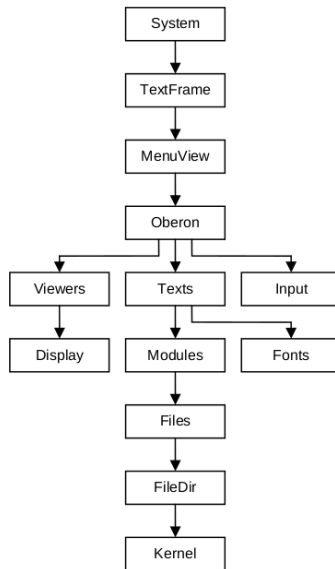 System
TextFrame
MenuView
Oberon
Viewers
Texts
Input
Display
Modules
Fonts
Files
FileDir
Kernel